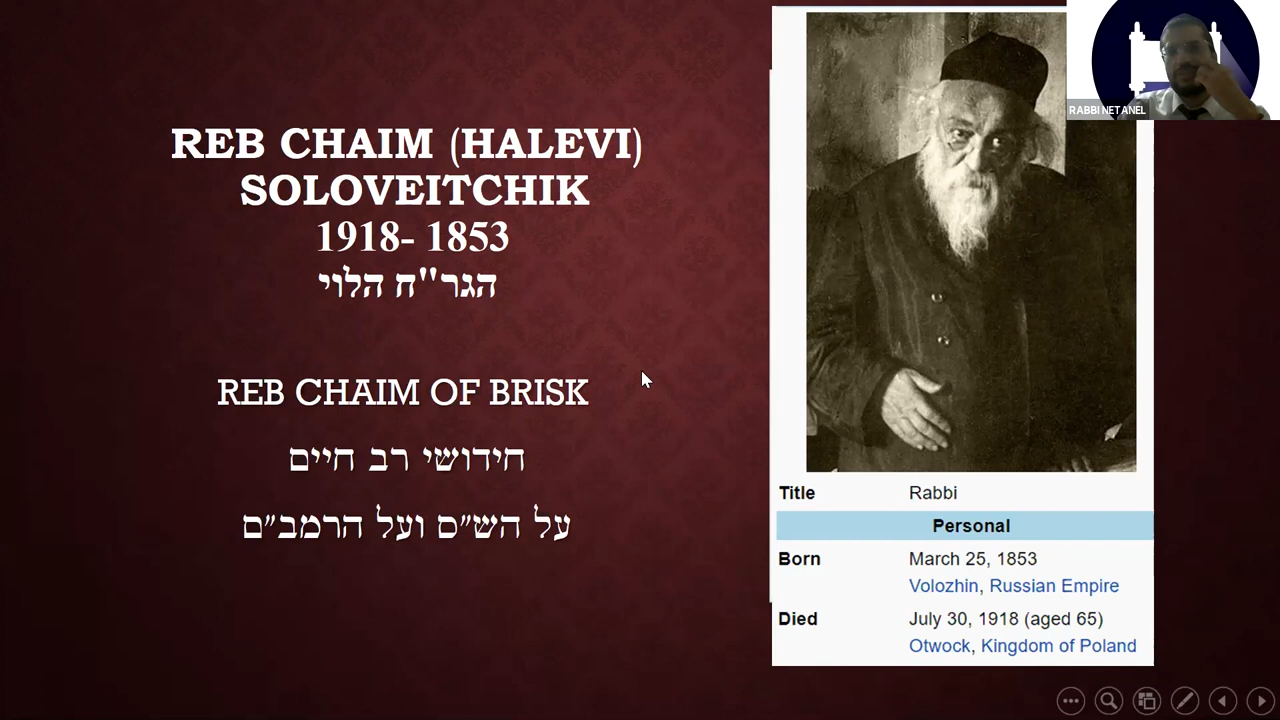 REB CHAIM (HALEVI)
SOLOVEITCHIK
1918- 1853
הגר"ח הלוי
REB CHAIM OF BRISK
חידושי רב חיים
על הש״ס ועל הרמב״ם
RABBI NETANEL
Title Rabbi
Personal
Born March 25, 1853
Volozhin, Russian Empire
Died July 30, 1918 (aged 65)
Otwock, Kingdom of Poland